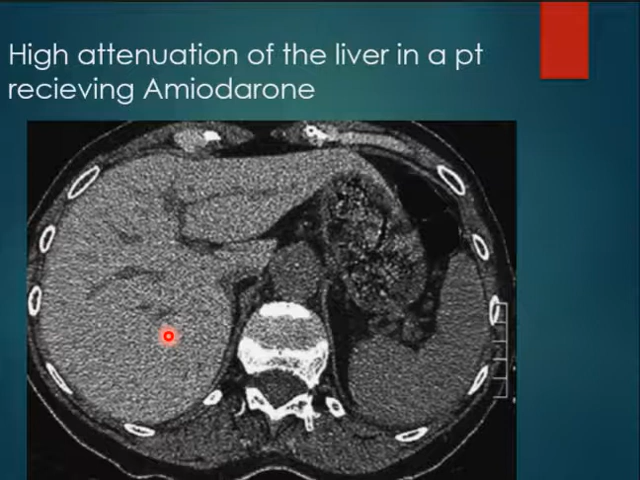 High attenuation of the liver in a pt
recieving Amiodarone